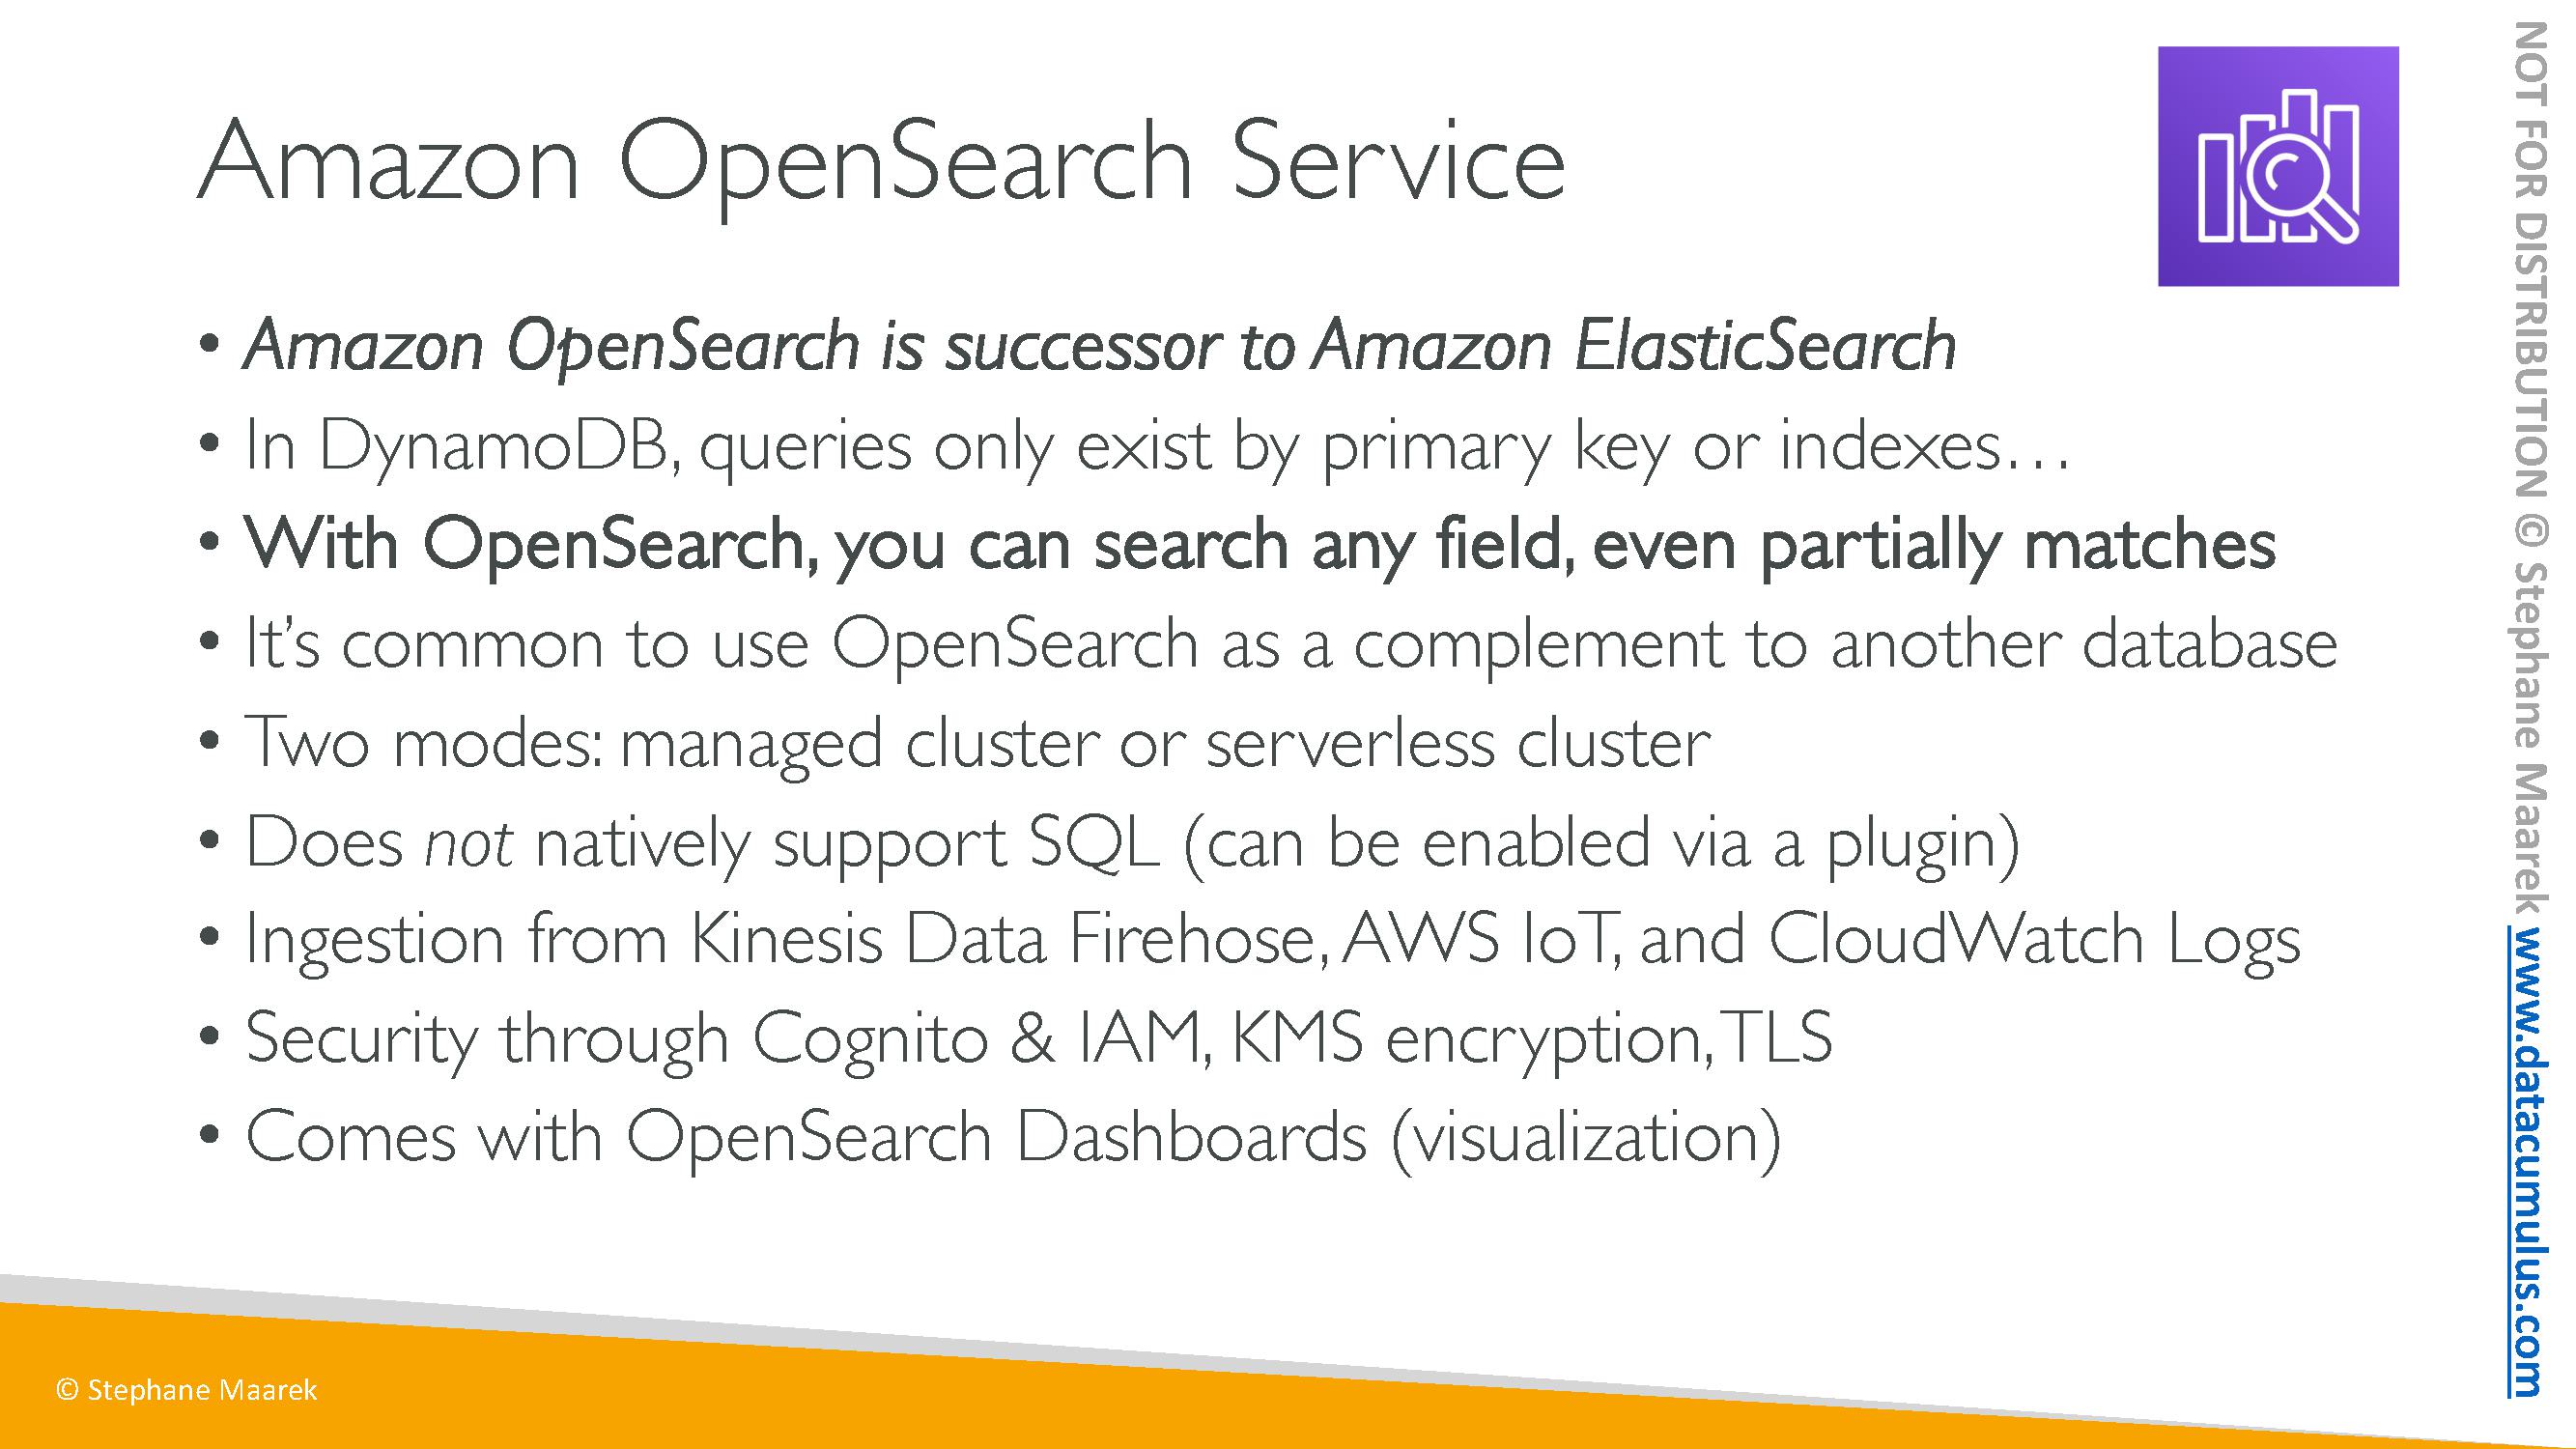 Amazon OpenSearch Service
• Amazon OpenSearch is successor to Amazon ElasticSearch
• In DynamoDB, queries only exist by primary key or indexes…
• With OpenSearch, you can search any field, even partially matches
• It’s common to use OpenSearch as a complement to another database
• Two modes: managed cluster or serverless cluster
• Does not natively support SQL (can be enabled via a plugin)
• Ingestion from Kinesis Data Firehose, AWS IoT, and CloudWatch Logs
• Security through Cognito & IAM, KMS encryption, TLS
• Comes with OpenSearch Dashboards (visualization)
© Stephane Maarek
NOT FOR DISTRIBUTION © Stephane Maarek www.datacumulus.com